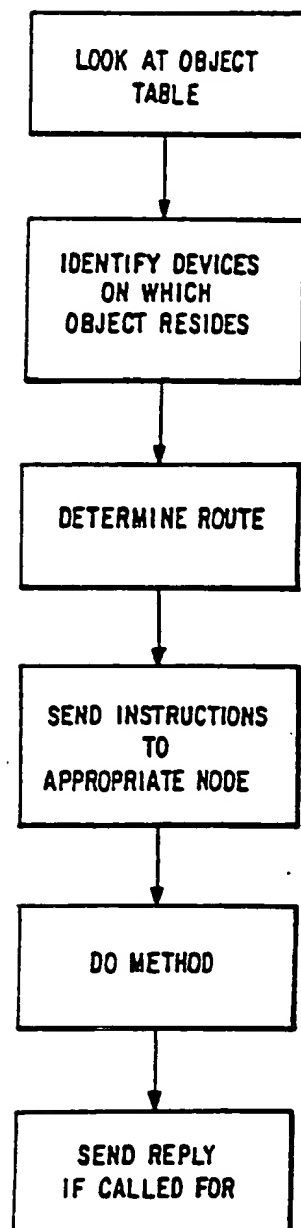 LOOK AT OBJECT
TABLE
IDENTIFY DEVICES
ON WHICH
OBJECT RESIDES
DETERMINE ROUTE
SEND INSTRUCTIONS
TO
APPROPRIATE NODE
DO METHOD
SEND REPLY
IF CALLED FOR